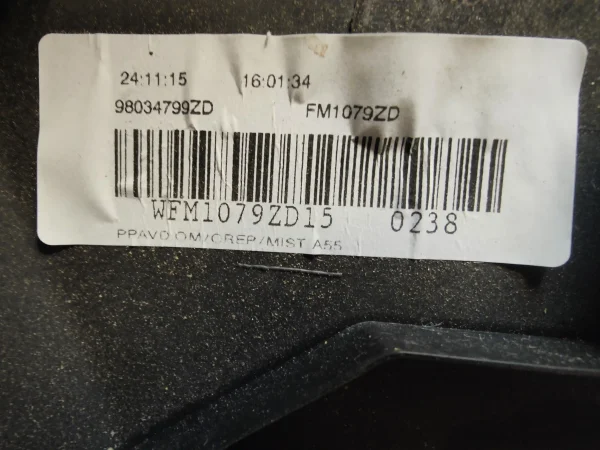 24:11:15 16:01:34
98034799ZD FM1079ZD
WFM1079ZD15 0238
PPAVD OM/CREP/MIST A55